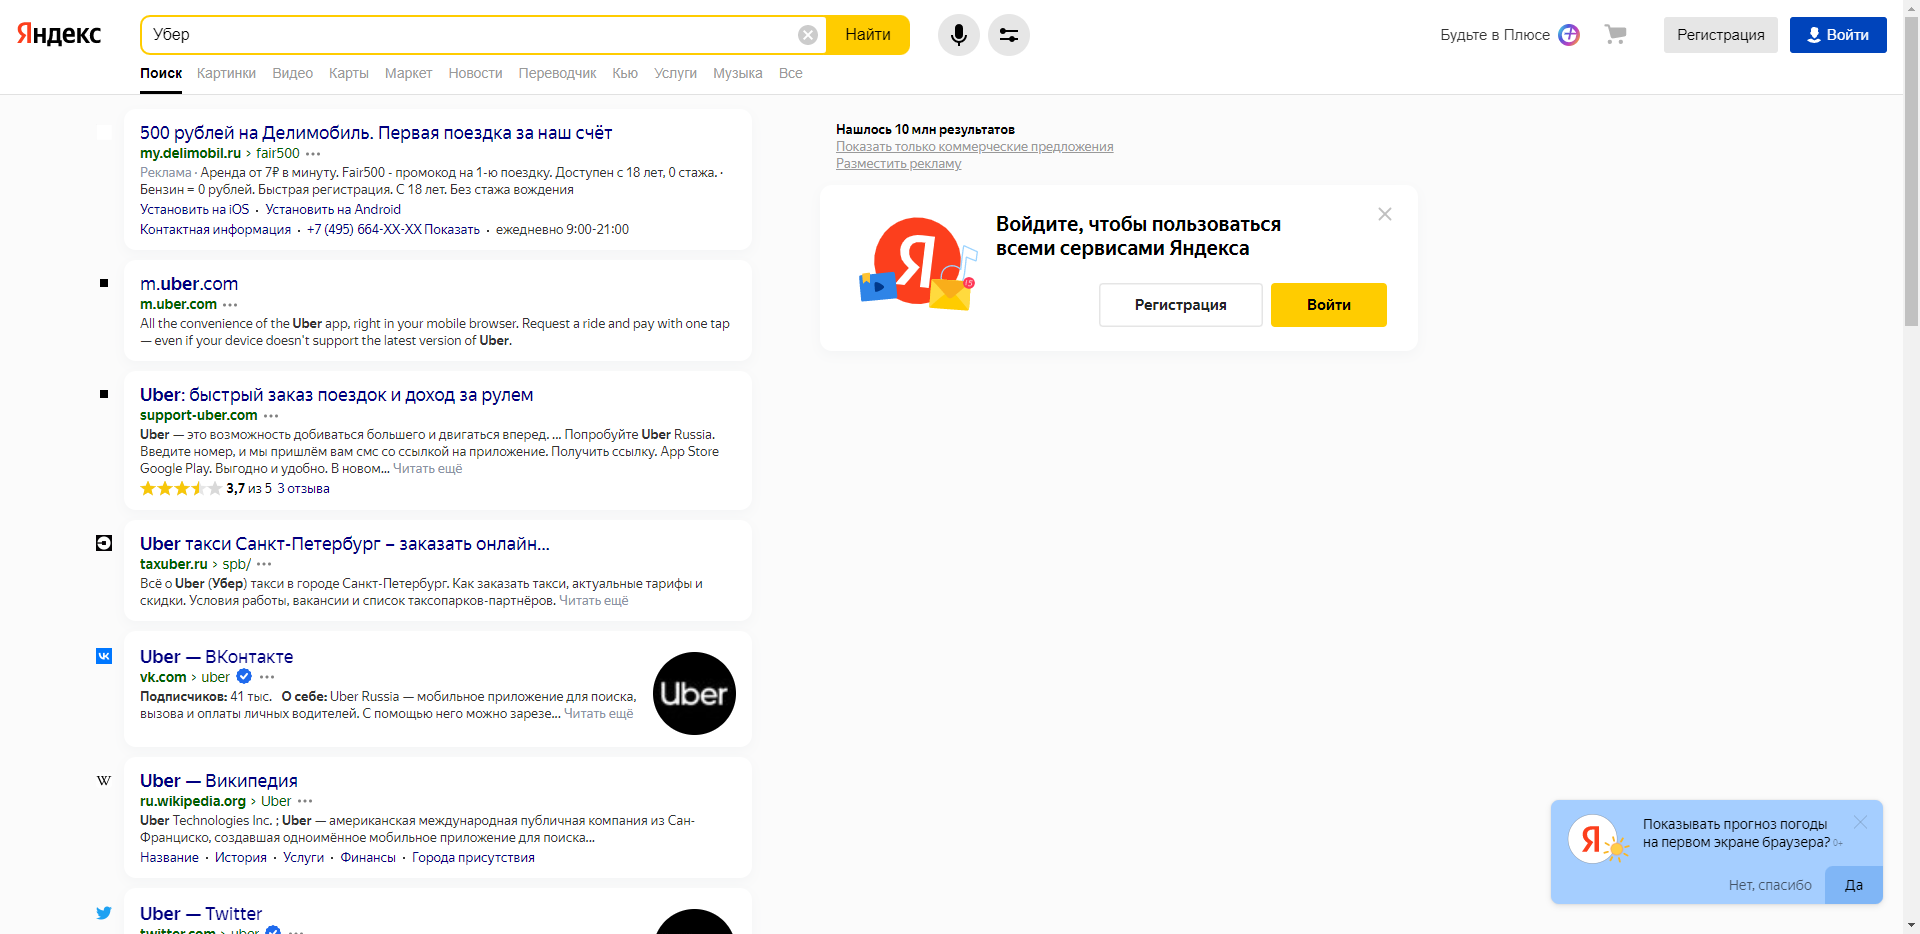 Яндекс
Убер
Найти
Будьте в Плюсе
Регистрация
Войти
Поиск Картинки Видео Карты Маркет Новости Переводчик Кью Услуги Музыка Все
500 рублей на Делимобиль. Первая поездка за наш счёт
my.delimobil.ru › fair500
Реклама · Аренда от 7₽ в минуту. Fair500 - промокод на 1-ю поездку. Доступен с 18 лет, 0 стажа. ·
Бензин = 0 рублей. Быстрая регистрация. С 18 лет. Без стажа вождения
Установить на iOS · Установить на Android
Контактная информация · +7 (495) 664-XX-XX Показать · ежедневно 9:00-21:00
m.uber.com
m.uber.com
All the convenience of the Uber app, right in your mobile browser. Request a ride and pay with one tap
— even if your device doesn't support the latest version of Uber.
Uber: быстрый заказ поездок и доход за рулем
support-uber.com
Uber — это возможность добиваться большего и двигаться вперед. ... Попробуйте Uber Russia.
Введите номер, и мы пришлём вам смс со ссылкой на приложение. Получить ссылку. App Store
Google Play. Выгодно и удобно. В новом... Читать ещё
3,7 из 5 3 отзыва
Uber такси Санкт-Петербург – заказать онлайн...
taxuber.ru › spb/
Всё о Uber (Убер) такси в городе Санкт-Петербург. Как заказать такси, актуальные тарифы и
скидки. Условия работы, вакансии и список таксопарков-партнёров. Читать ещё
Uber — ВКонтакте
vk.com › uber
Подписчиков: 41 тыс. О себе: Uber Russia — мобильное приложение для поиска,
вызова и оплаты личных водителей. С помощью него можно зарезе... Читать ещё
Uber
W
Uber — Википедия
ru.wikipedia.org › Uber
Uber Technologies Inc. ; Uber — американская международная публичная компания из Сан-
Франциско, создавшая одноимённое мобильное приложение для поиска...
Название · История · Услуги · Финансы · Города присутствия
Uber — Twitter
twitter.com › uber
Нашлось 10 млн результатов
Показать только коммерческие предложения
Разместить рекламу
Я
15
Войдите, чтобы пользоваться
всеми сервисами Яндекса
Регистрация
Войти
Я
Показывать прогноз погоды
на первом экране браузера? 0+
Нет, спасибо
Да